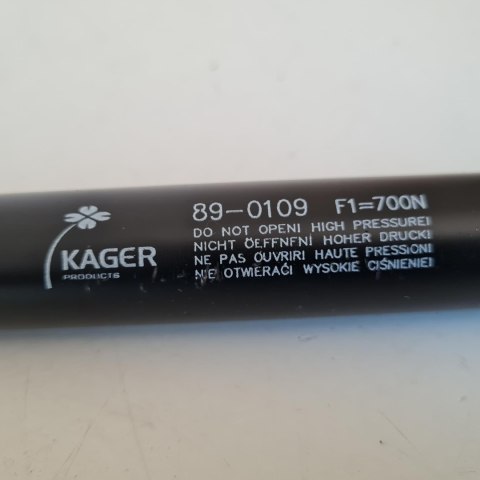 KAGER
PRODUCTS
89-0109 F1=700N
DO NOT OPEN! HIGH PRESSURE!
NICHT ÖEFFNFN! HOHER DRUCK!
NE PAS OUVRIR! HAUTE PRESSION!
NIE OTWIERAĆ! WYSOKIE CIŚNIENIE!